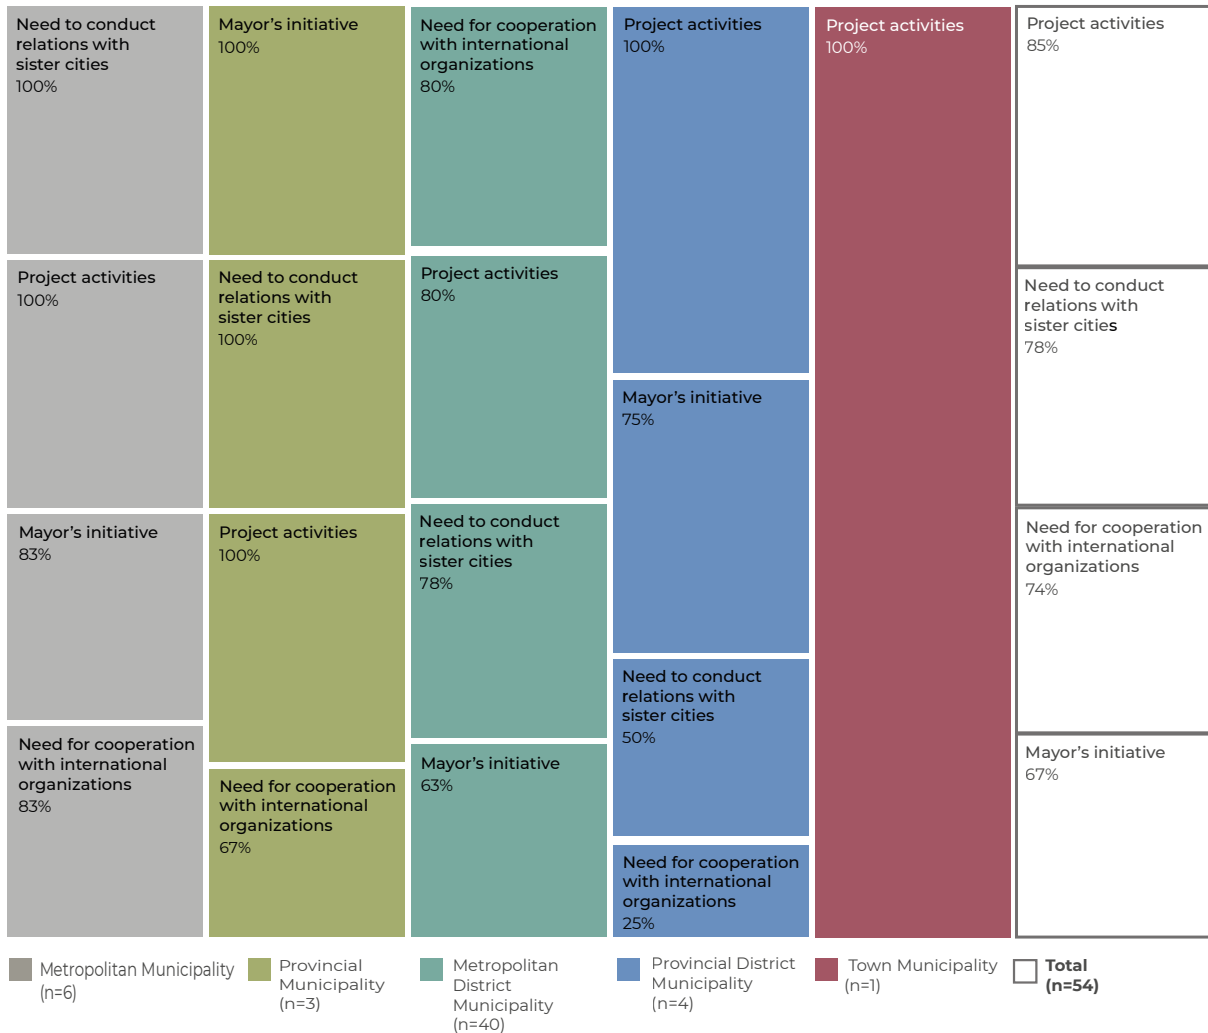 Need to conduct
relations with
sister cities
100%
Project activities
100%
Mayor’s initiative
83%
Need for cooperation
with international
organizations
83%
Mayor’s initiative
100%
Need to conduct
relations with
sister cities
100%
Project activities
100%
Need for cooperation
with international
organizations
67%
Need for cooperation
with international
organizations
80%
Project activities
80%
Need to conduct
relations with
sister cities
78%
Mayor’s initiative
63%
Project activities
100%
Mayor’s initiative
75%
Need to conduct
relations with
sister cities
50%
Need for cooperation
with international
organizations
25%
Project activities
100%
Project activities
85%
Need to conduct
relations with
sister cities
78%
Need for cooperation
with international
organizations
74%
Mayor’s initiative
67%
Metropolitan Municipality
(n=6)
Provincial
Municipality
(n=3)
Metropolitan
District
Municipality
(n=40)
Provincial District
Municipality
(n=4)
Town Municipality
(n=1)
Total
(n=54)